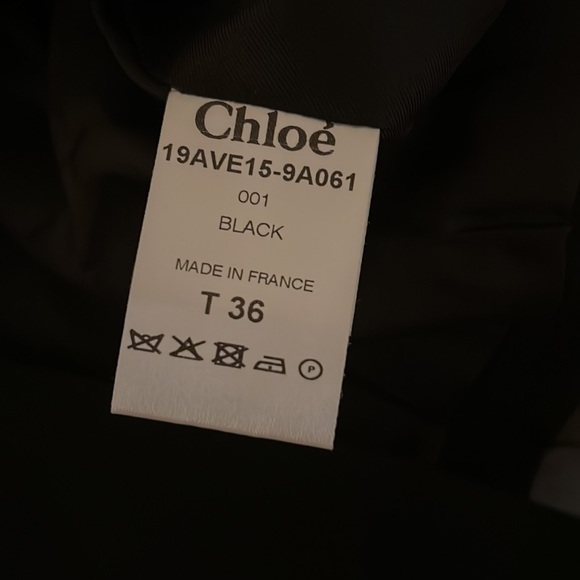 Chloé
19AVE15-9A061
001
BLACK
MADE IN FRANCE
T 36
P